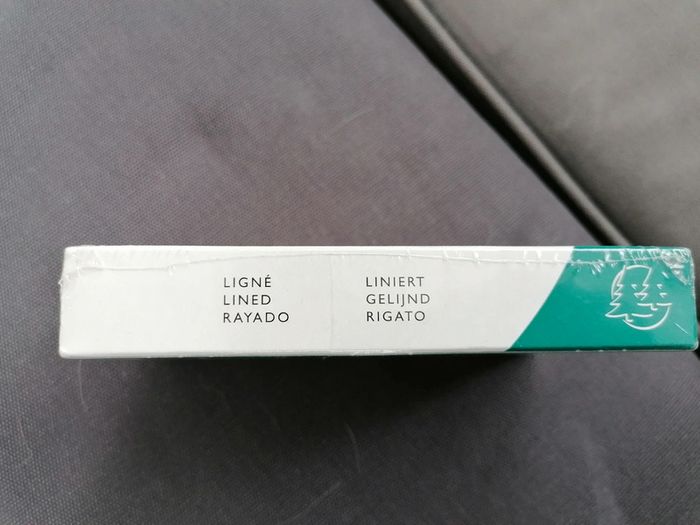 LIGNÉ
LINED
RAYADO
LINIERT
GELIJND
RIGATO